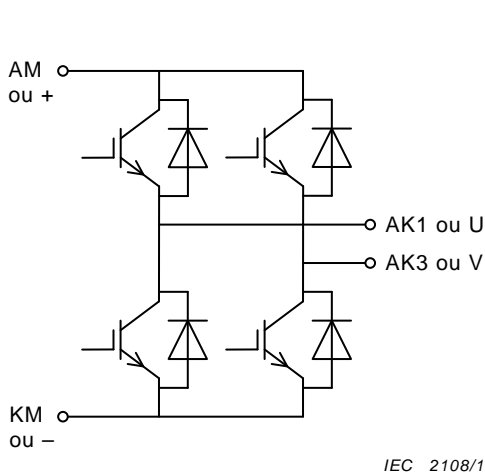 AM
ou +
AK1 ou U
AK3 ou V
KM
ou –
IEC 2108/1